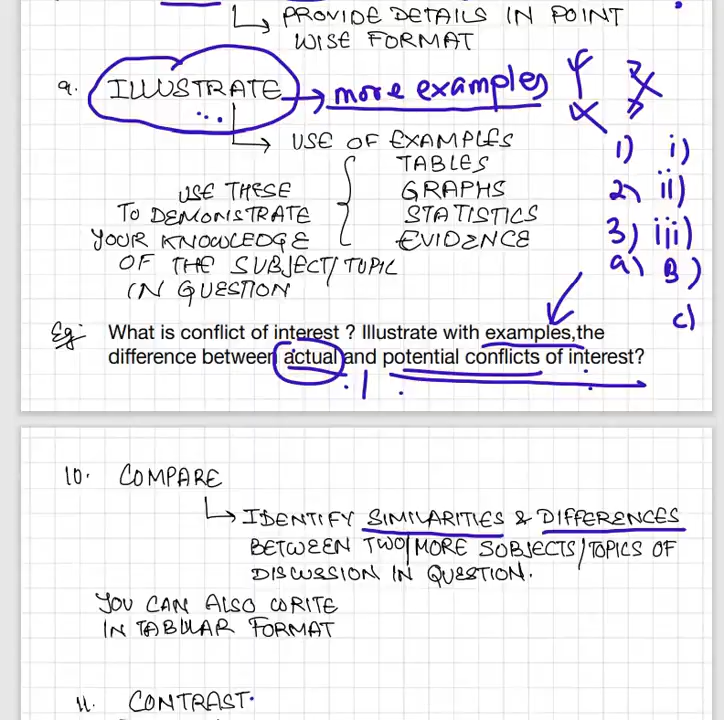 PROVIDE DETAILS IN POINT
WISE FORMAT
9. ILLUSTRATE → more examples
USE OF EXAMPLES
TABLES
GRAPHS
STATISTICS
EVIDENCE
USE THESE
TO DEMONSTRATE
YOUR KNOWLEDGE
OF THE SUBJECT/TOPIC
IN QUESTION
1) i)
2) ii)
3) iii)
a) B)
c)
Eg: What is conflict of interest ? Illustrate with examples,the
difference between actual and potential conflicts of interest?
10. COMPARE
IDENTIFY SIMILARITIES & DIFFERENCES
BETWEEN TWO/MORE SUBJECTS/TOPICS OF
DISCUSSION IN QUESTION.
YOU CAN ALSO WRITE
IN TABULAR FORMAT
11. CONTRAST